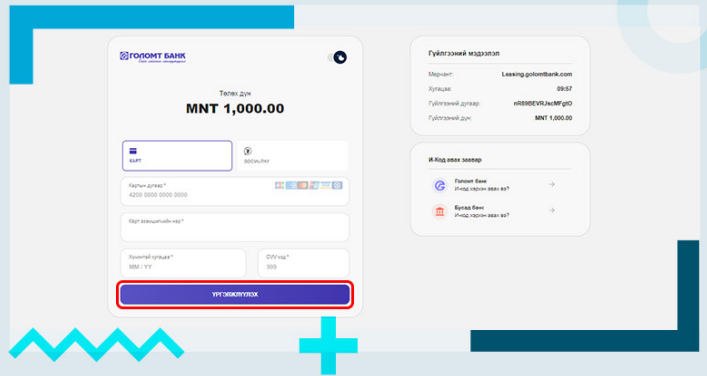 ГОЛОМТ БАНК
Төлөх дүн
MNT 1,000.00
КАРТ
SOCIALPAY
Картын дугаар *
4200 0000 0000 0000
Карт эзэмшигчийн нэр *
Хүчинтэй хугацаа *
MM / YY
CVV код *
999
ҮРГЭЛЖЛҮҮЛЭХ
Гүйлгээний мэдээлэл
Мерчант:
Leasing.golomtbank.com
Хугацаа:
09:57
Гүйлгээний дугаар:
Гүйлгээний дүн:
MNT 1,000.00
И-Код авах заавар
Голомт банк
И-код хэрхэн авах вэ?
Бусад банк
И-код хэрхэн авах вэ?